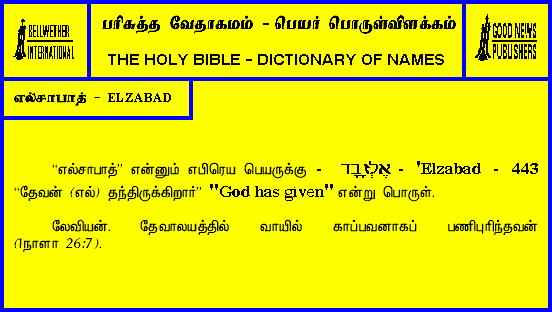 BELLWETHER
INTERNATIONAL
பரிசுத்த வேதாகமம் - பெயர் பொருள்விளக்கம்
THE HOLY BIBLE - DICTIONARY OF NAMES
GOOD NEWS
PUBLISHERS
எல்சாபாத் - ELZABAD
“எல்சாபாத்” என்னும் எபிரெய பெயருக்கு - אֶלְזָבָד - 'Elzabad - 443
“தேவன் (எல்) தந்திருக்கிறார்” "God has given" என்று பொருள்.
லேவியன். தேவாலயத்தில் வாயில் காப்பவனாகப் பணிபுரிந்தவன்
(1நாளா 26:7).